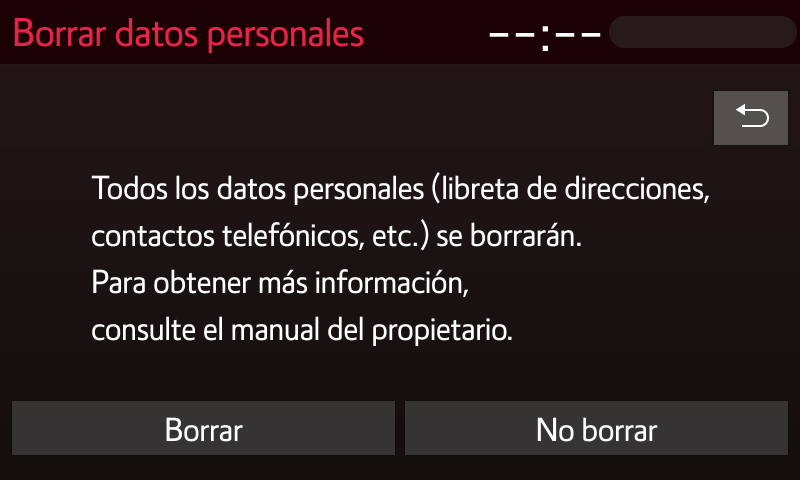 Borrar datos personales
--:--
Todos los datos personales (libreta de direcciones,
contactos telefónicos, etc.) se borrarán.
Para obtener más información,
consulte el manual del propietario.
Borrar
No borrar